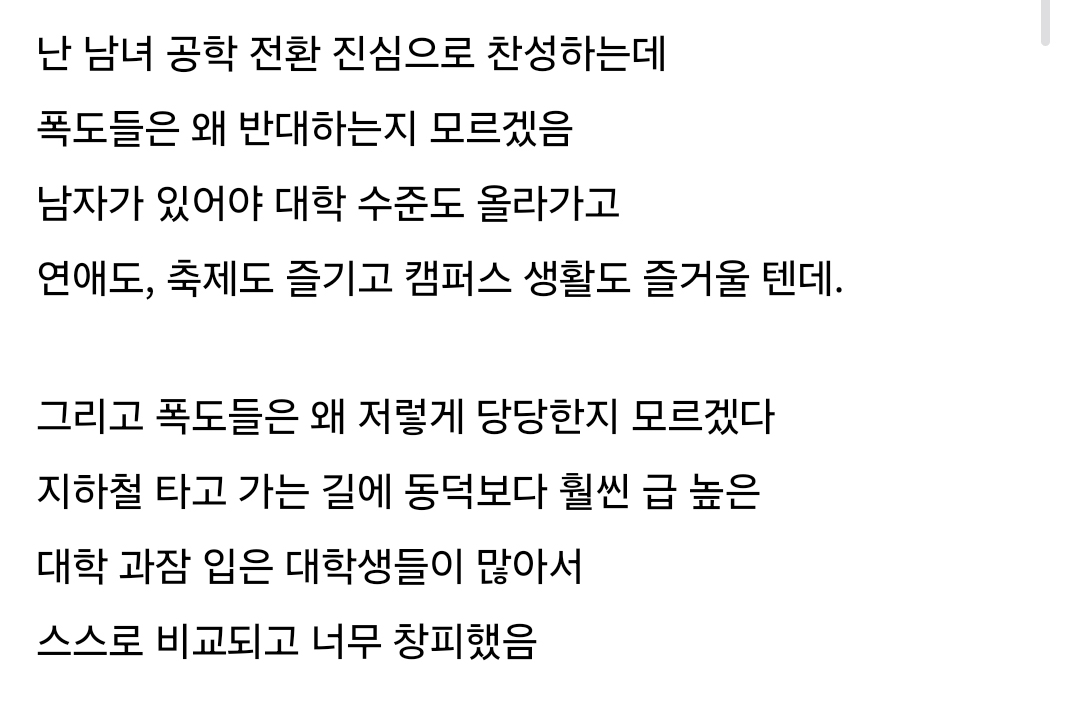 난 남녀 공학 전환 진심으로 찬성하는데
폭도들은 왜 반대하는지 모르겠음
남자가 있어야 대학 수준도 올라가고
연애도, 축제도 즐기고 캠퍼스 생활도 즐거울 텐데.
그리고 폭도들은 왜 저렇게 당당한지 모르겠다
지하철 타고 가는 길에 동덕보다 훨씬 급 높은
대학 과잠 입은 대학생들이 많아서
스스로 비교되고 너무 창피했음